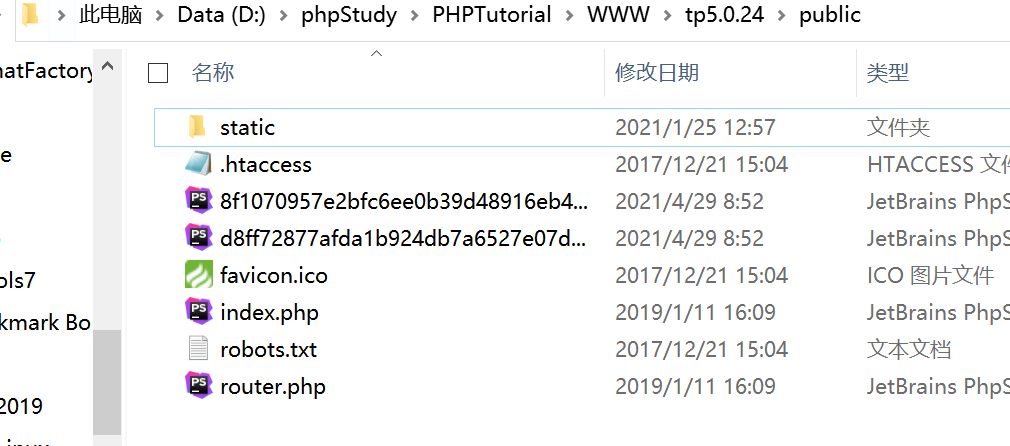 此电脑 > Data (D:) > phpStudy > PHPTutorial > WWW > tp5.0.24 > public
natFactory
名称 修改日期 类型
static 2021/1/25 12:57 文件夹
e
.htaccess 2017/12/21 15:04 HTACCESS 文件
8f1070957e2bfc6ee0b39d48916eb4... 2021/4/29 8:52 JetBrains PhpS
d8ff72877afda1b924db7a6527e07d... 2021/4/29 8:52 JetBrains PhpS
ols7
favicon.ico 2017/12/21 15:04 ICO 图片文件
kmark Bo
index.php 2019/1/11 16:09 JetBrains PhpS
robots.txt 2017/12/21 15:04 文本文档
router.php 2019/1/11 16:09 JetBrains PhpS
2019